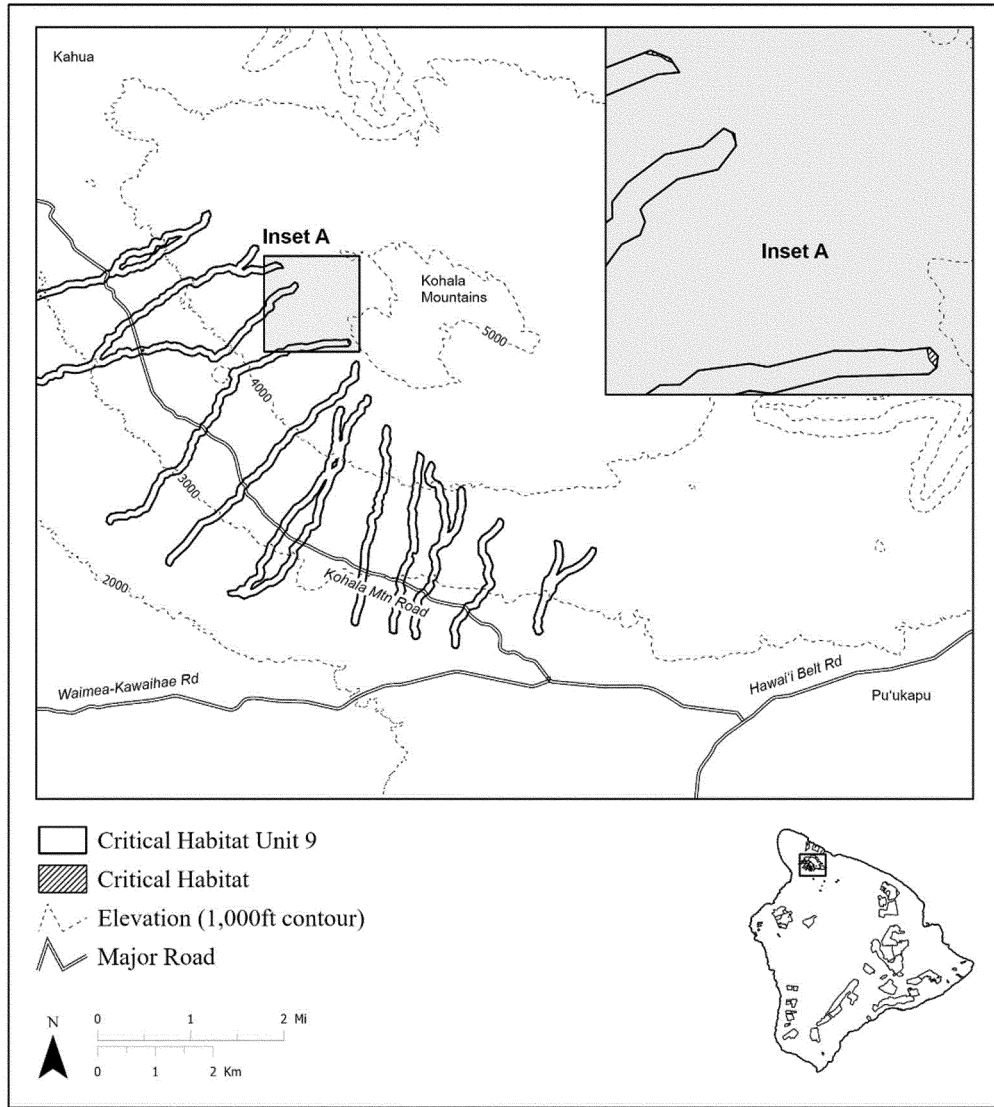 Kahua
Inset A
Inset A
Kohala
Mountains
5000
4000
3000
2000
Kohala Mtn Road
Waimea-Kawaihae Rd
Hawai‘i Belt Rd
Pu‘ukapu
Critical Habitat Unit 9
Critical Habitat
Elevation (1,000ft contour)
Major Road
N
0 1 2 Mi
0 1 2 Km